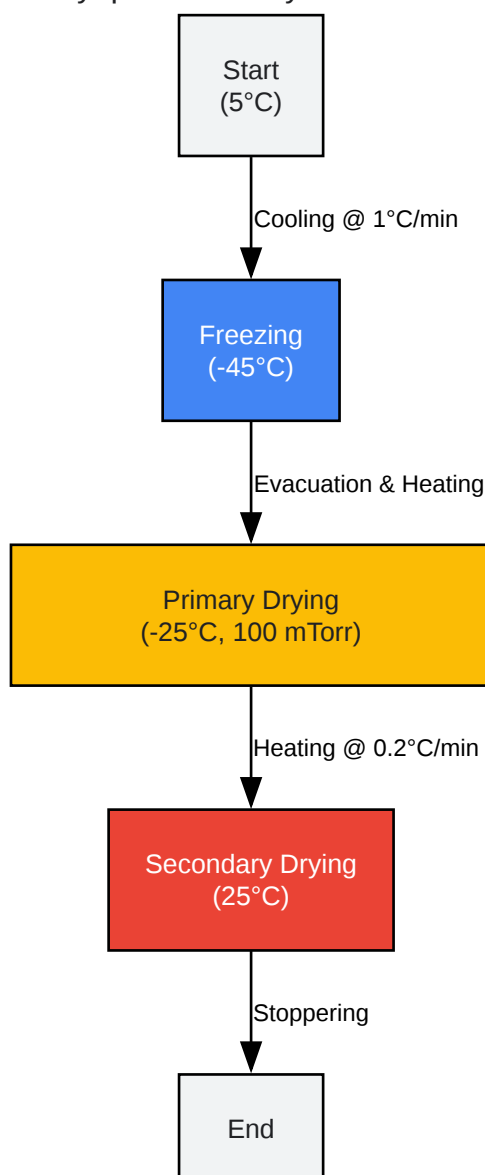 Start
(5°C)
Cooling @ 1°C/min
Freezing
(-45°C)
Evacuation & Heating
Primary Drying
(-25°C, 100 mTorr)
Heating @ 0.2°C/min
Secondary Drying
(25°C)
Stoppering
End